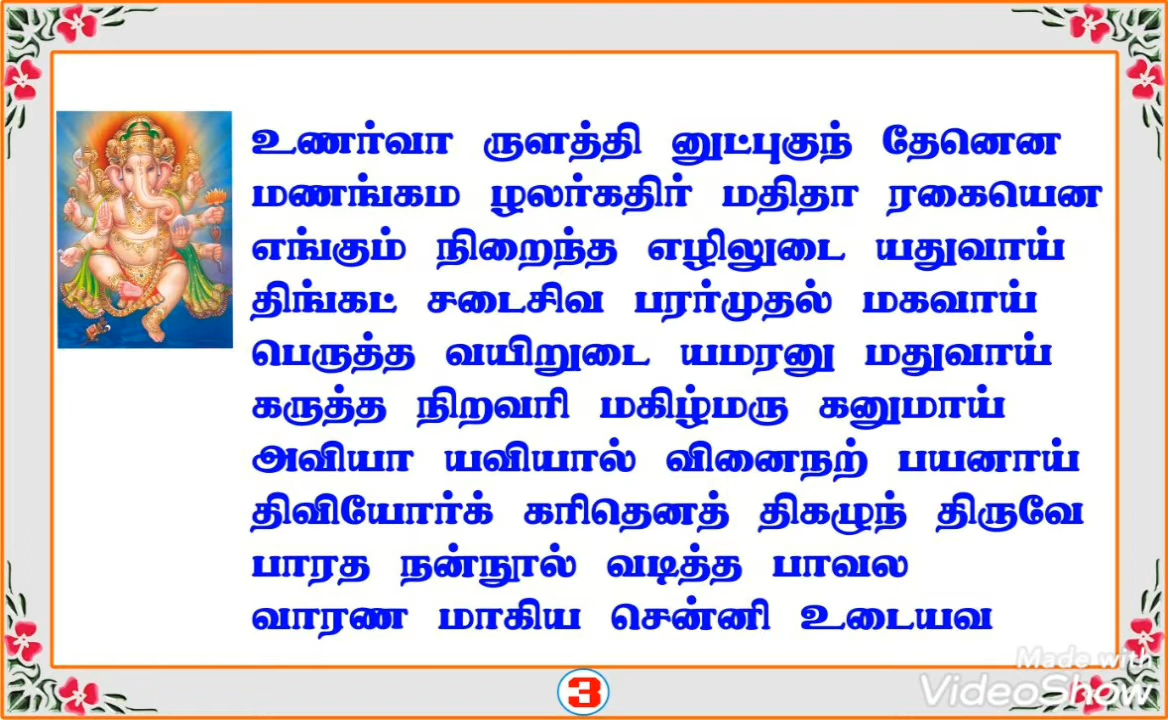 உணர்வா ருளத்தி னுட்புகுந் தேனென
மணங்கம ழலர்கதிர் மதிதா ரகையென
எங்கும் நிறைந்த எழிலுடை யதுவாய்
திங்கட் சடைசிவ பரர்முதல் மகவாய்
பெருத்த வயிறுடை யமரனு மதுவாய்
கருத்த நிறவரி மகிழ்மரு கனுமாய்
அவியா யவியால் வினைநற் பயனாய்
திவியோர்க் கரிதெனத் திகழுந் திருவே
பாரத நன்நூல் வடித்த பாவல
வாரண மாகிய சென்னி உடையவ
3
Made with
VideoShow